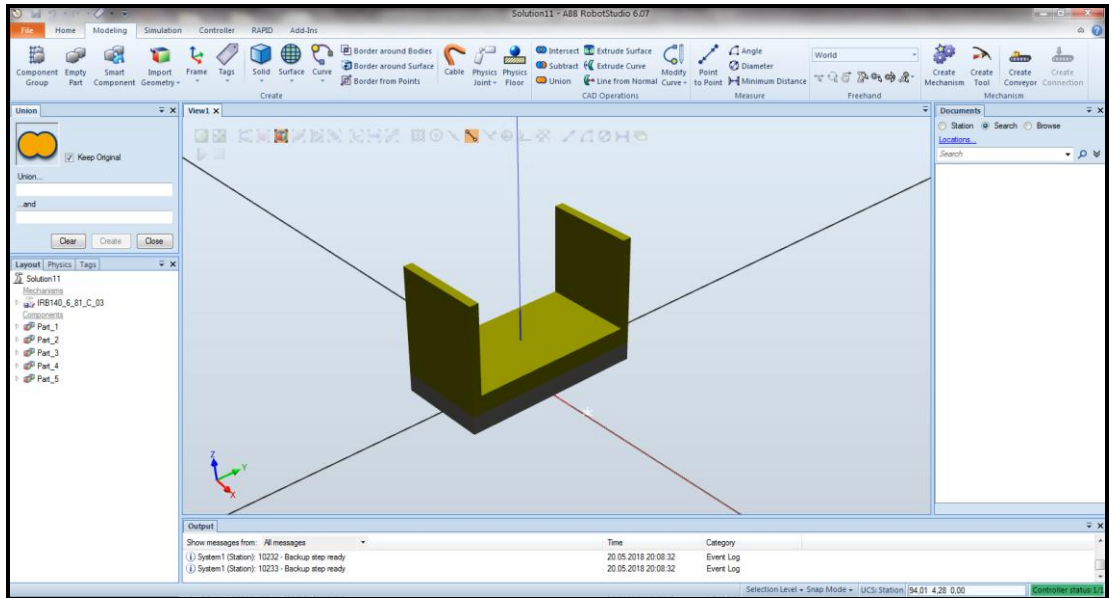 Solution11 - ABB RobotStudio 6.07
File Home Modeling Simulation Controller RAPID Add-Ins
Component Group
Empty Part
Smart Component
Import Geometry
Frame
Tags
Solid
Surface
Curve
Border around Bodies
Border around Surface
Border from Points
Create
Cable
Physics Joint
Physics Floor
Intersect
Subtract
Union
Extrude Surface
Extrude Curve
Line from Normal
Modify Curve
CAD Operations
Point to Point
Angle
Diameter
Minimum Distance
Measure
World
Freehand
Create Mechanism
Create Tool
Create Conveyor
Create Connection
Mechanism
Union
Keep Original
Union...
...and
Clear Create Close
Layout Physics Tags
Solution11
Mechanisms
IRB140_6_81_C_03
Components
Part_1
Part_2
Part_3
Part_4
Part_5
View1
Z
Y
X
Documents
Station Search Browse
Locations...
Search
Output
Show messages from: All messages Time Category
System1 (Station): 10232 - Backup step ready 20.05.2018 20:08:32 Event Log
System1 (Station): 10233 - Backup step ready 20.05.2018 20:08:32 Event Log
Selection Level Snap Mode UCS: Station 94,01 4,28 0,00 Controller status: 1/1